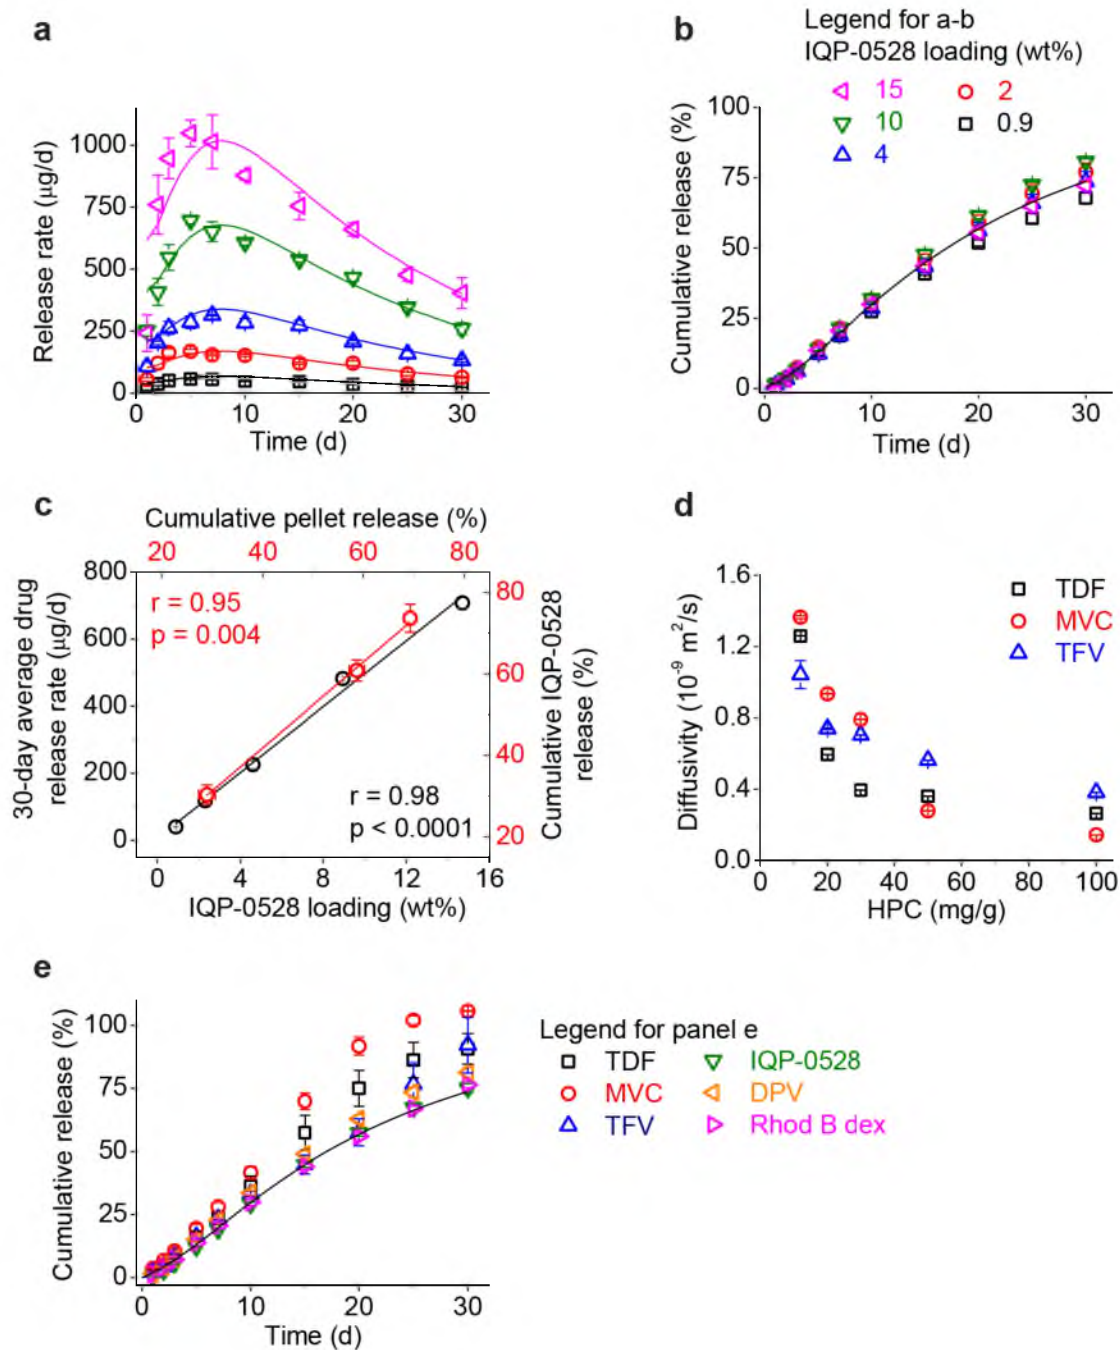 a
Release rate (μg/d)
1000
750
500
250
0
0 10 20 30
Time (d)
b
Legend for a-b
IQP-0528 loading (wt%)
15 2
10 0.9
4
Cumulative release (%)
100
75
50
25
0
0 10 20 30
Time (d)
c
Cumulative pellet release (%)
20 40 60 80
30-day average drug
release rate (μg/d)
800
600
400
200
0
r = 0.95
p = 0.004
r = 0.98
p < 0.0001
80
60
40
20
Cumulative IQP-0528
release (%)
0 4 8 12 16
IQP-0528 loading (wt%)
d
Diffusivity (10⁻⁹ m²/s)
1.6
1.2
0.8
0.4
0.0
TDF
MVC
TFV
0 20 40 60 80 100
HPC (mg/g)
e
Cumulative release (%)
100
75
50
25
0
0 10 20 30
Time (d)
Legend for panel e
TDF IQP-0528
MVC DPV
TFV Rhod B dex